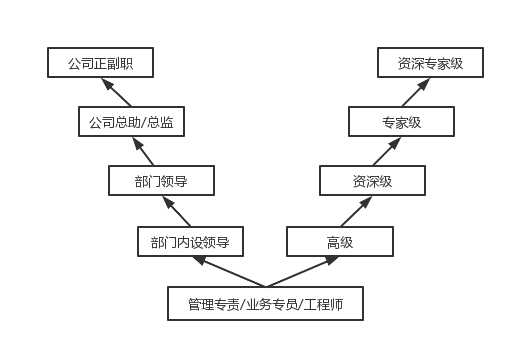 公司正副职
资深专家级
公司总助/总监
专家级
部门领导
资深级
部门内设领导
高级
管理专责/业务专员/工程师